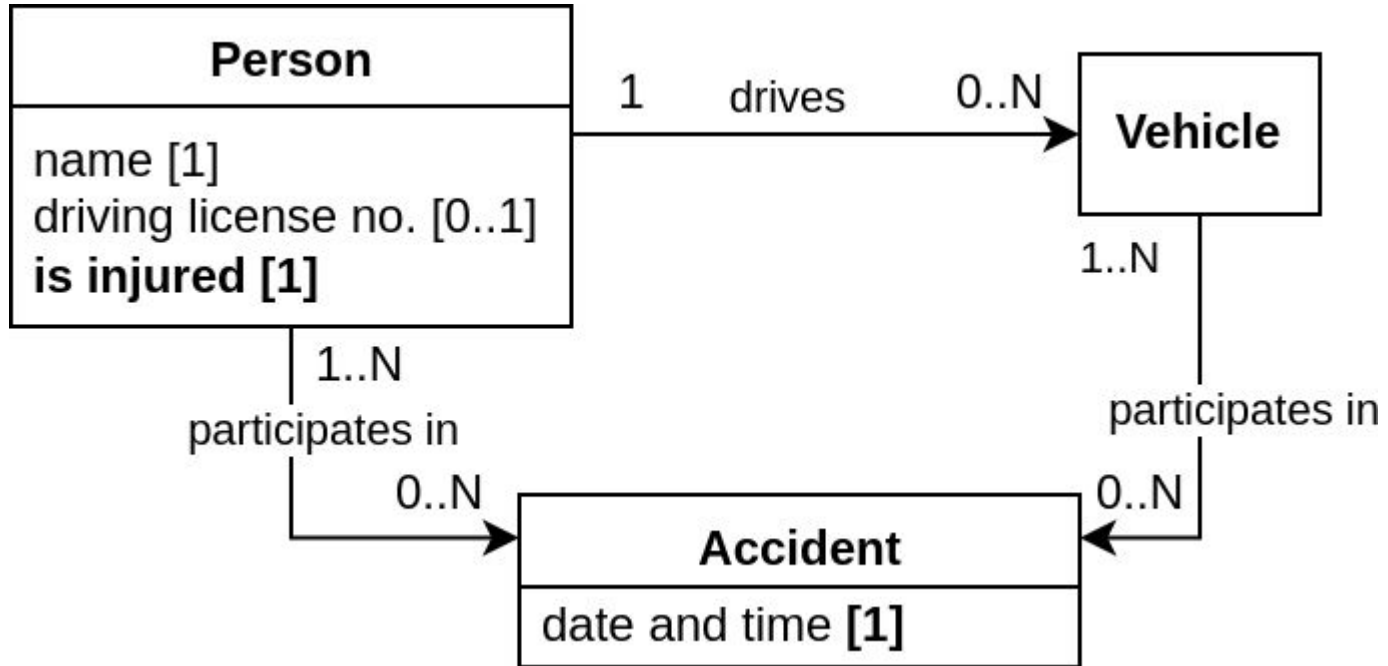 Person
name [1]
driving license no. [0..1]
is injured [1]
1 drives 0..N
Vehicle
1..N
participates in
0..N
1..N
participates in
0..N
Accident
date and time [1]